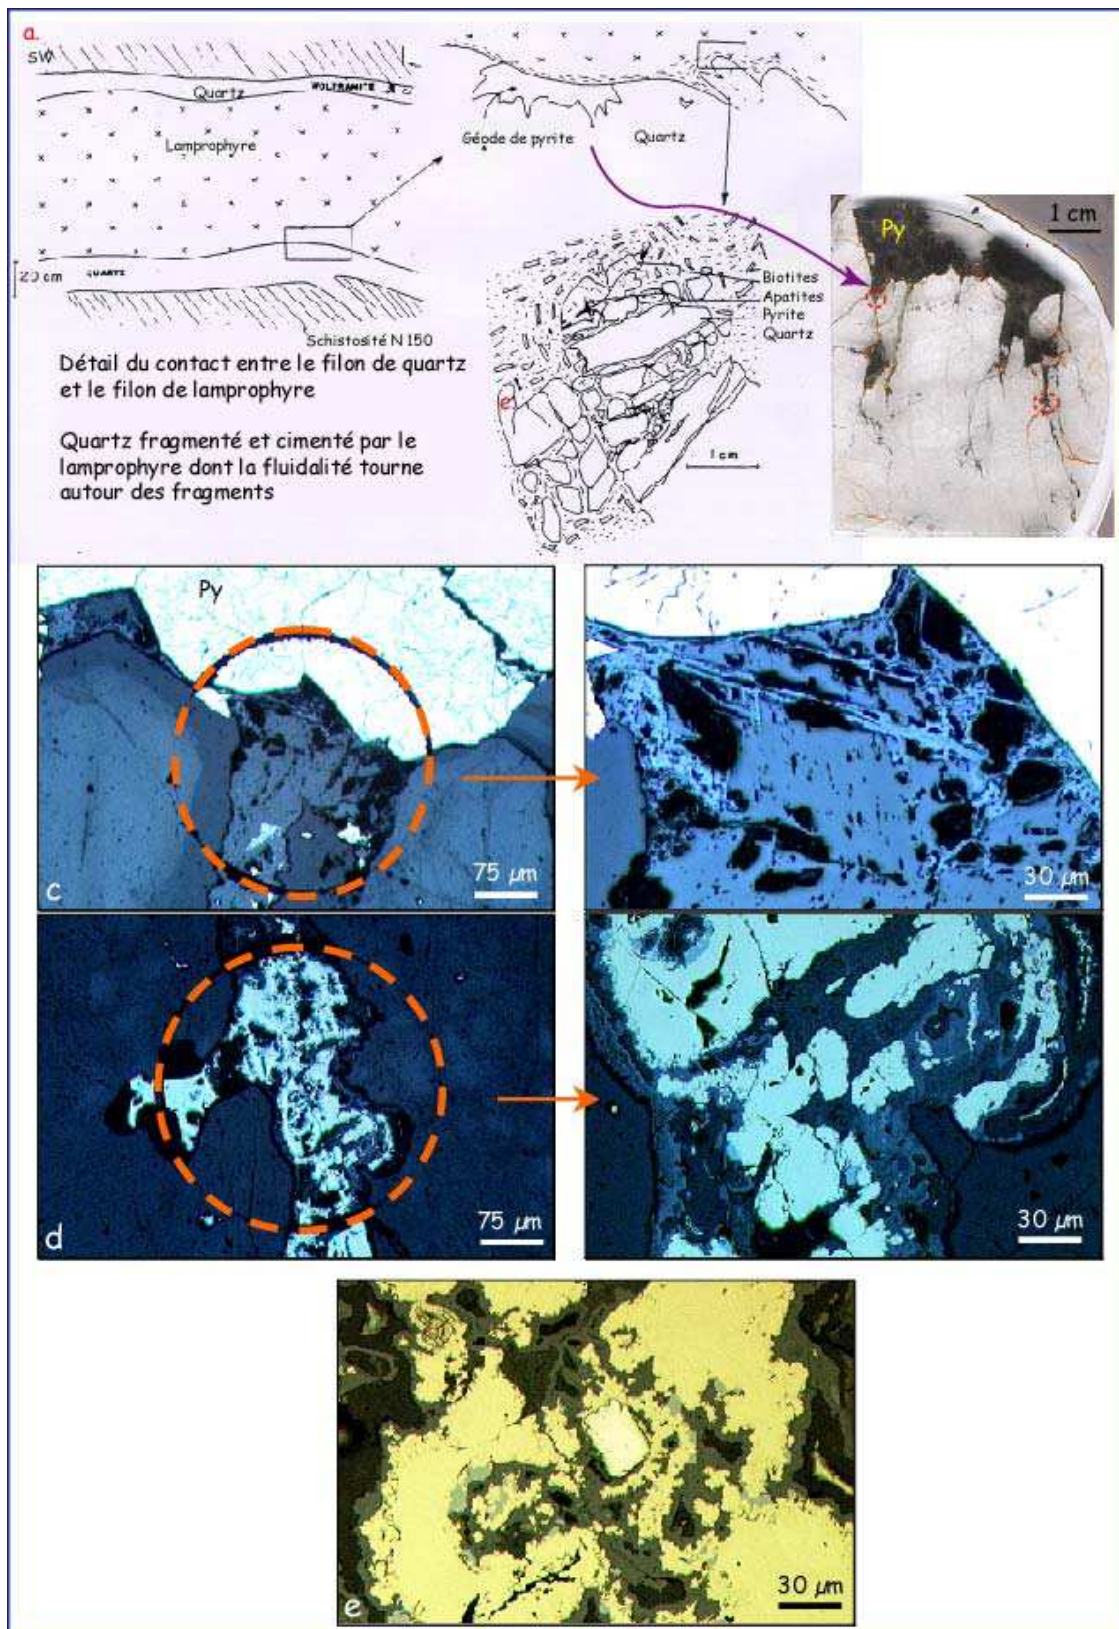 a.
SW
Quartz
WOLFRAMITE
Lamprophyre
QUARTZ
20 cm
Schistosité N 150
Géode de pyrite
Quartz
Biotites
Apatites
Pyrite
Quartz
e
1 cm
Py
1 cm
Détail du contact entre le filon de quartz
et le filon de lamprophyre
Quartz fragmenté et cimenté par le
lamprophyre dont la fluidalité tourne
autour des fragments
Py
c
75 µm
30 µm
d
75 µm
30 µm
e
30 µm